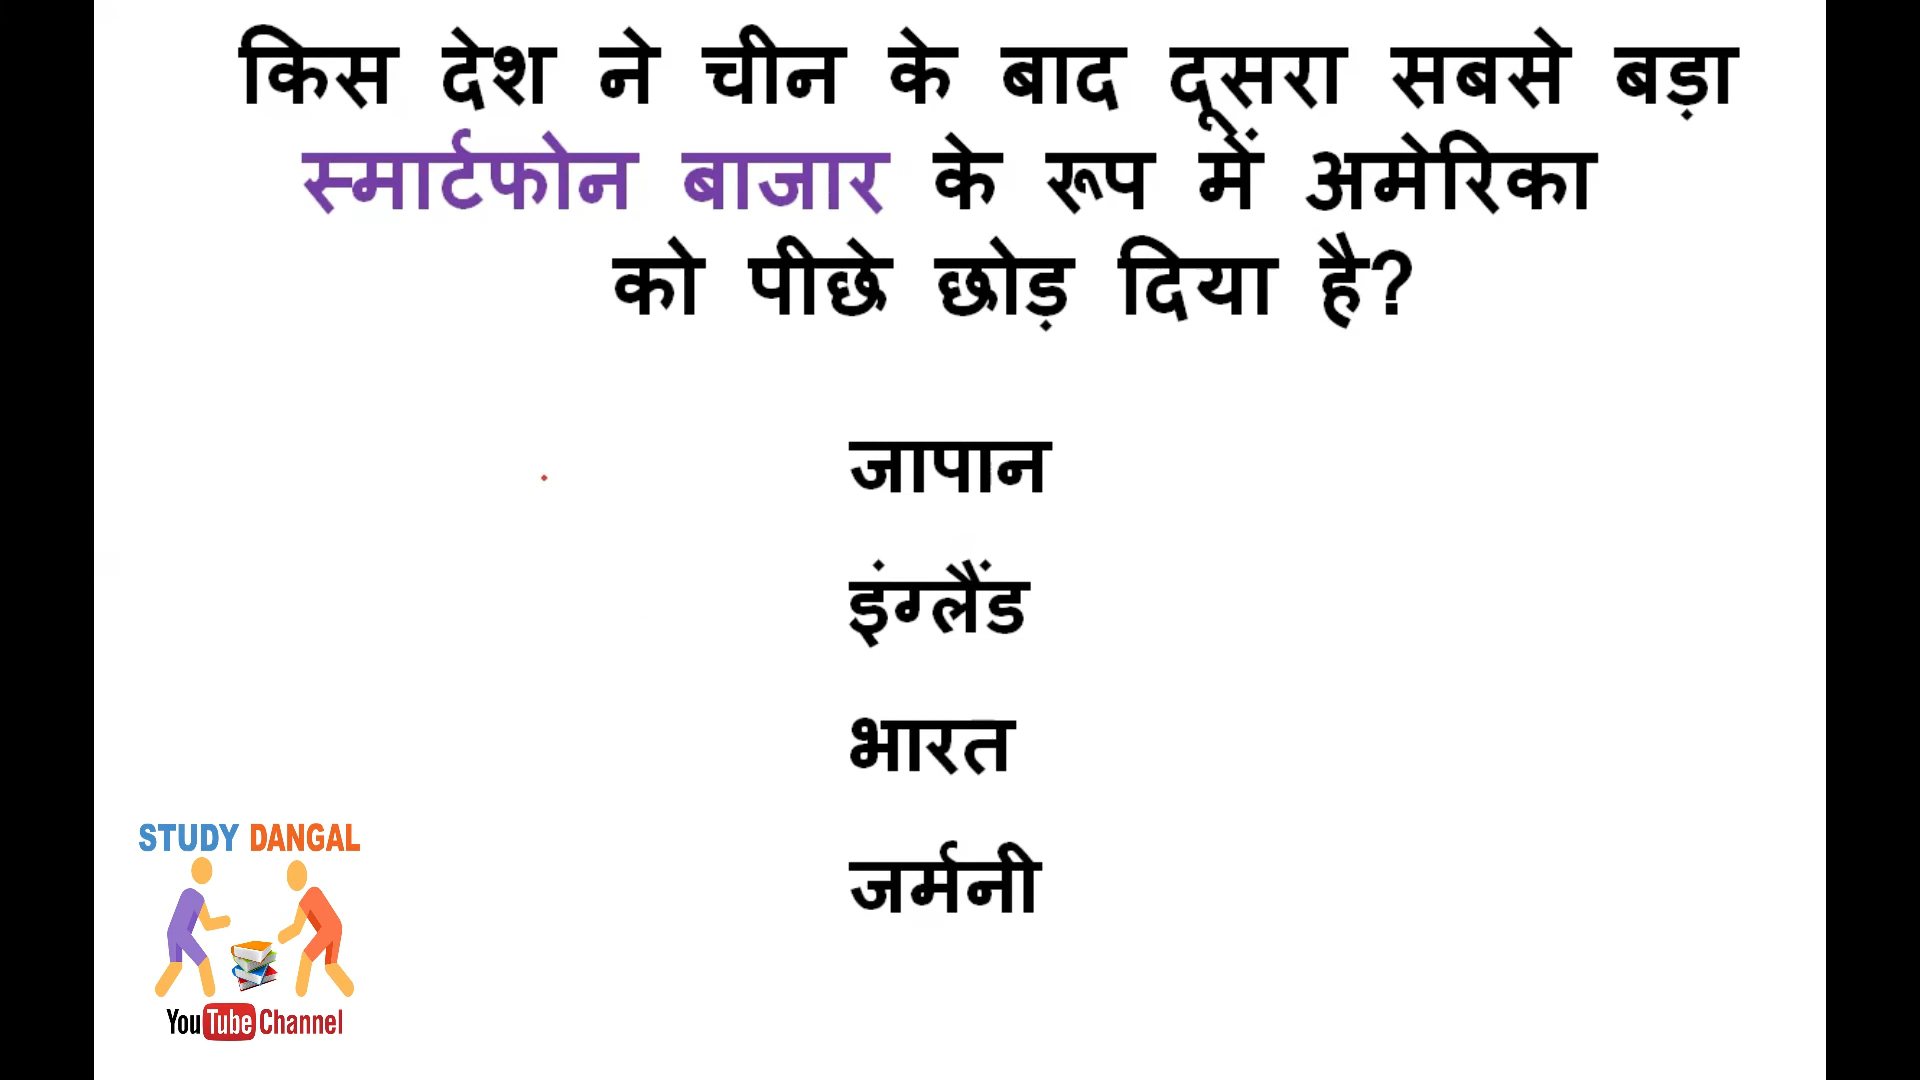 किस देश ने चीन के बाद दूसरा सबसे बड़ा
स्मार्टफोन बाजार के रूप में अमेरिका
को पीछे छोड़ दिया है?
जापान
इंग्लैंड
भारत
जर्मनी
STUDY DANGAL
YouTube Channel